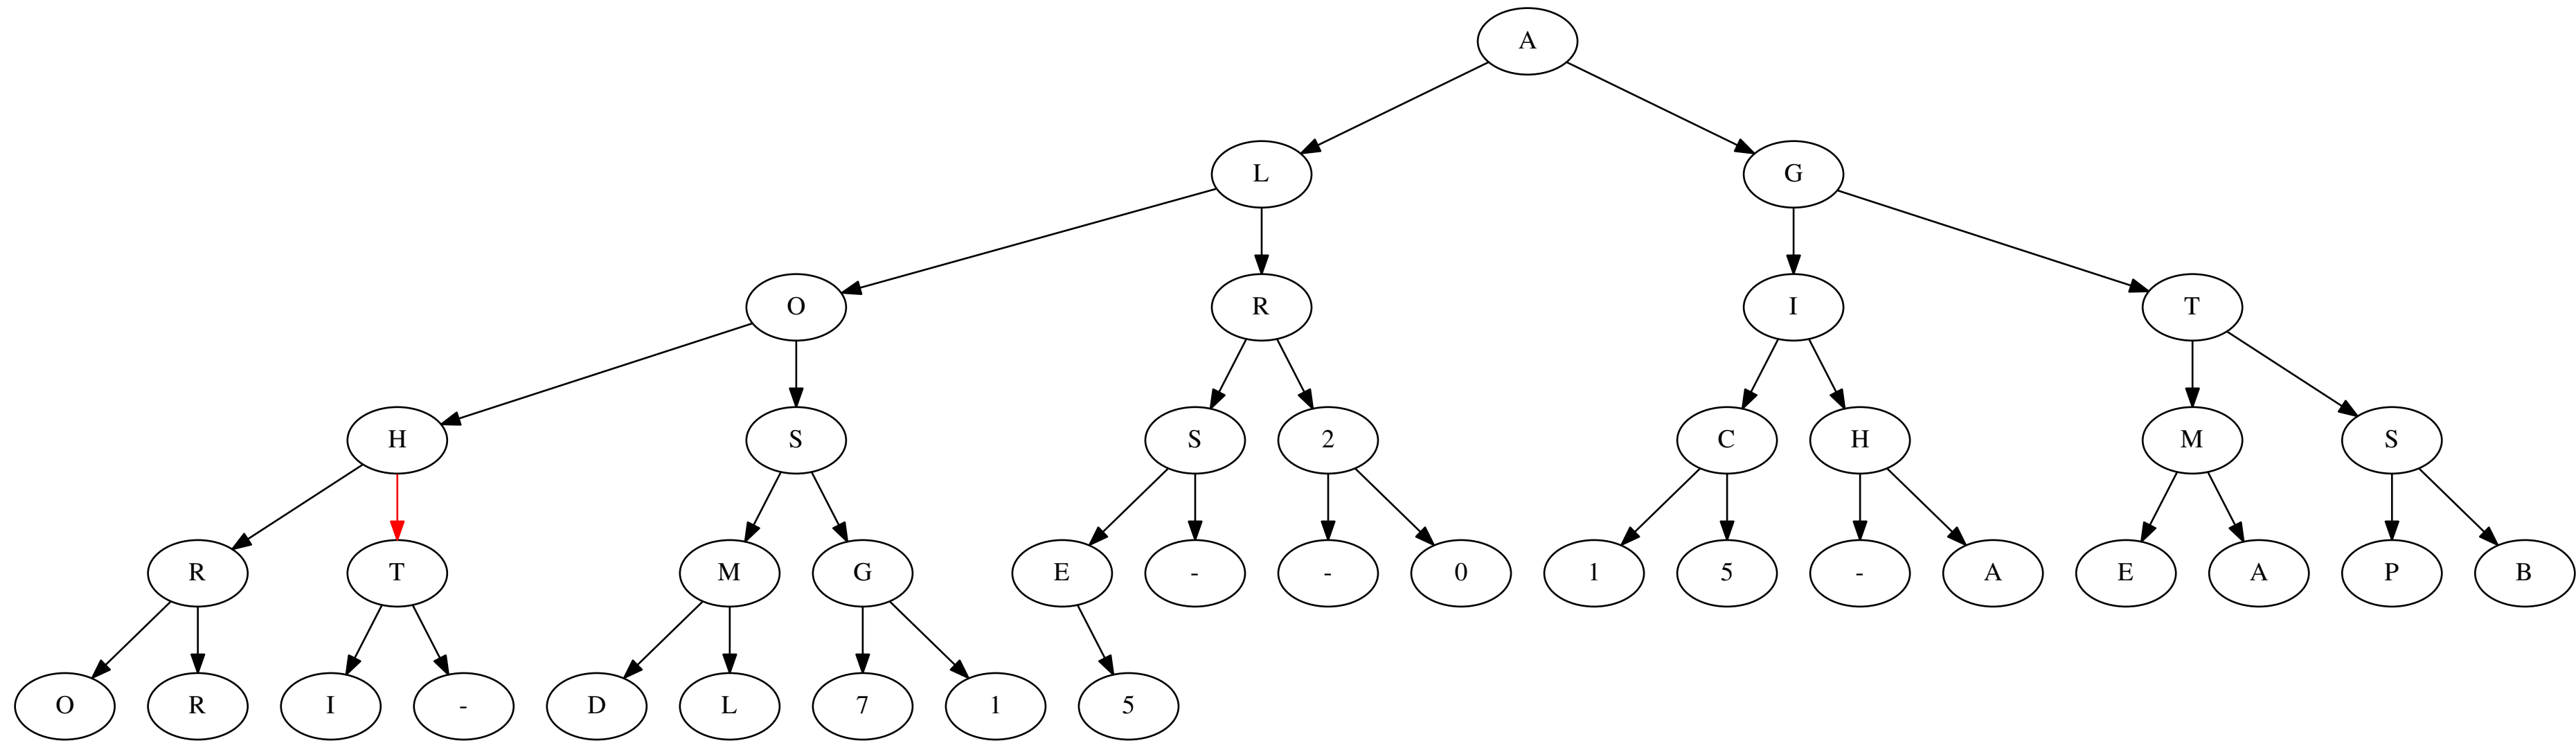 A
L G
O R I T
H S S 2 C H M S
R T M G E - - 0 1 5 - A E A P B
O R I - D L 7 1 5